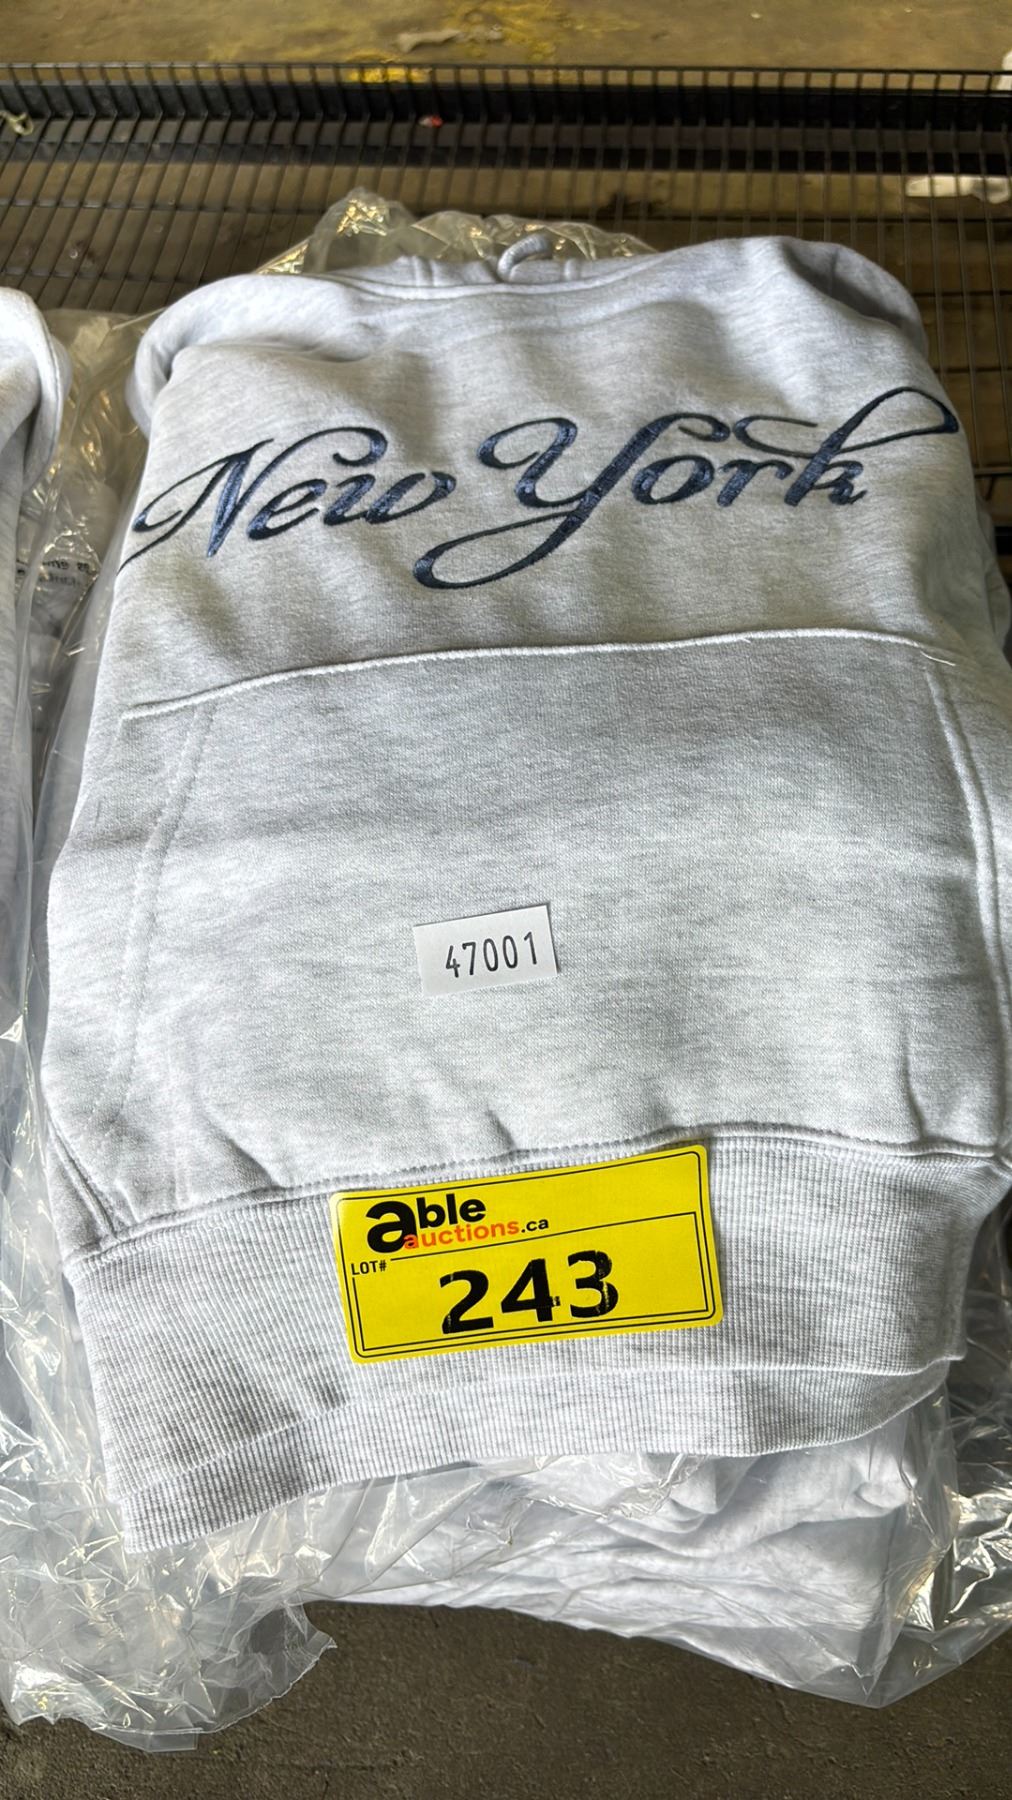 New York
47001
able
auctions.ca
LOT#
243